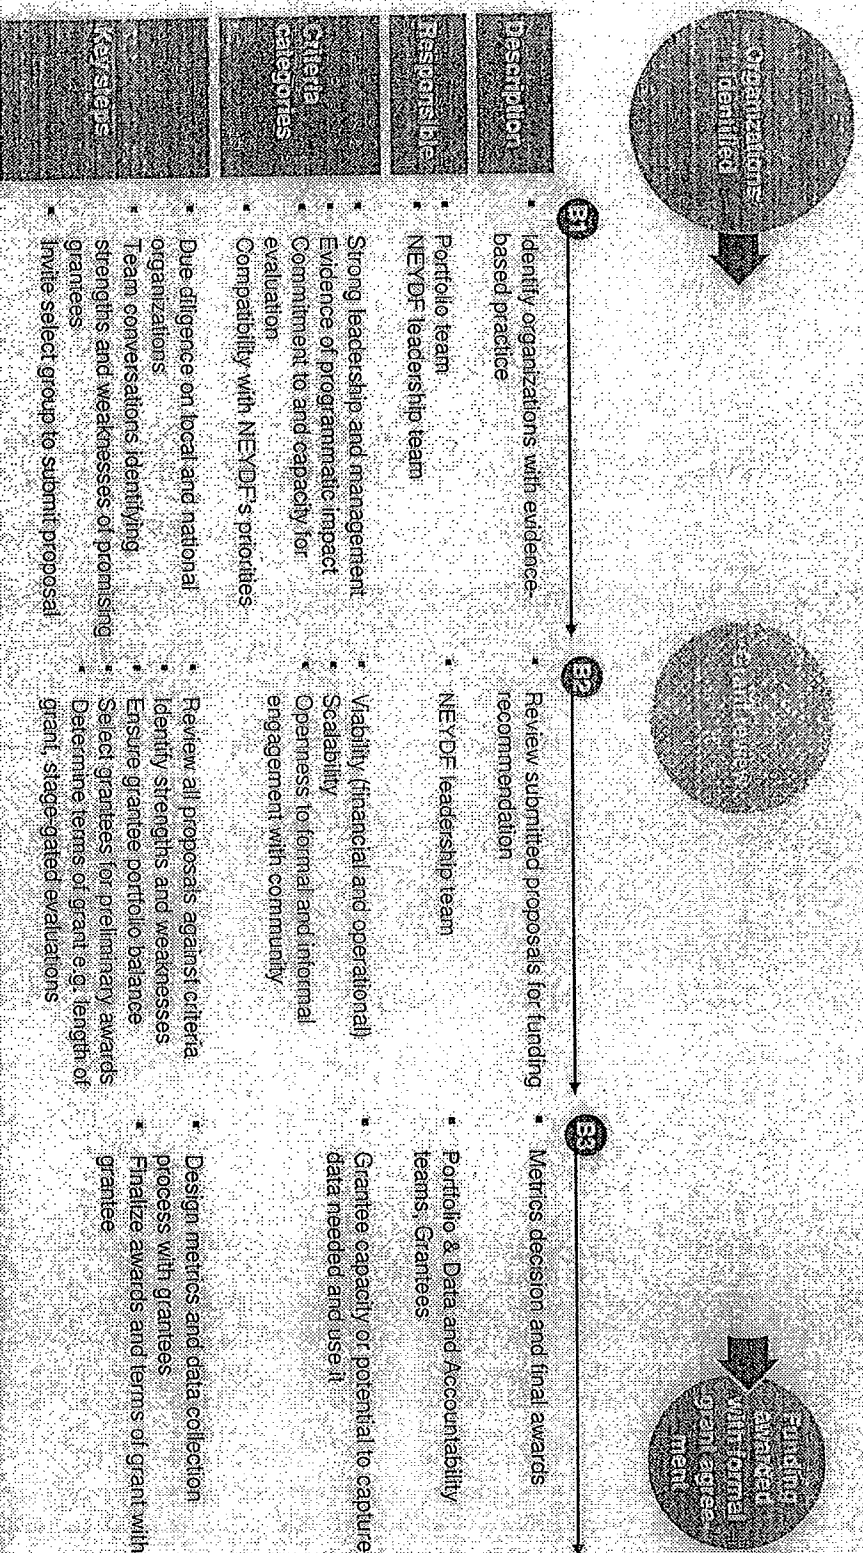 Organizations
identified
Funding
awarded
with formal
grant agree-
ment
B1
B2
B3
Description
Identify organizations with evidence-
based practice
Review submitted proposals for funding
recommendation
Metrics decision and final awards
Responsible
Portfolio team
NEYDF leadership team
NEYDF leadership team
Portfolio & Data and Accountability
teams, Grantees
Criteria
categories
Strong leadership and management
Evidence of programmatic impact
Commitment to and capacity for
evaluation
Compatibility with NEYDF's priorities
Viability (financial and operational)
Scalability
Openness to formal and informal
engagement with community
Grantee capacity or potential to capture
data needed and use it
Key steps
Due diligence on local and national
organizations
Team conversations identifying
strengths and weaknesses of promising
grantees
Invite select group to submit proposal
Review all proposals against criteria
Identify strengths and weaknesses
Ensure grantee portfolio balance
Select grantees for preliminary awards
Determine terms of grant e.g. length of
grant, stage-gated evaluations
Design metrics and data collection
process with grantees
Finalize awards and terms of grant with
grantee